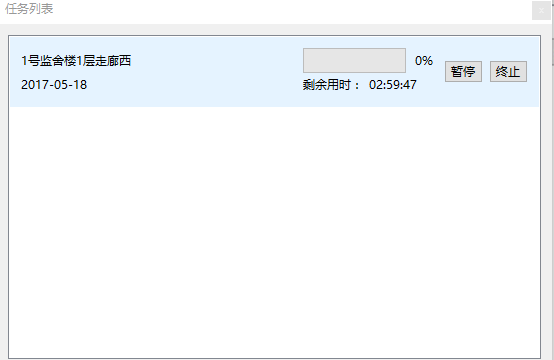 任务列表
x
1号监舍楼1层走廊西
0%
暂停
终止
2017-05-18
剩余用时： 02:59:47